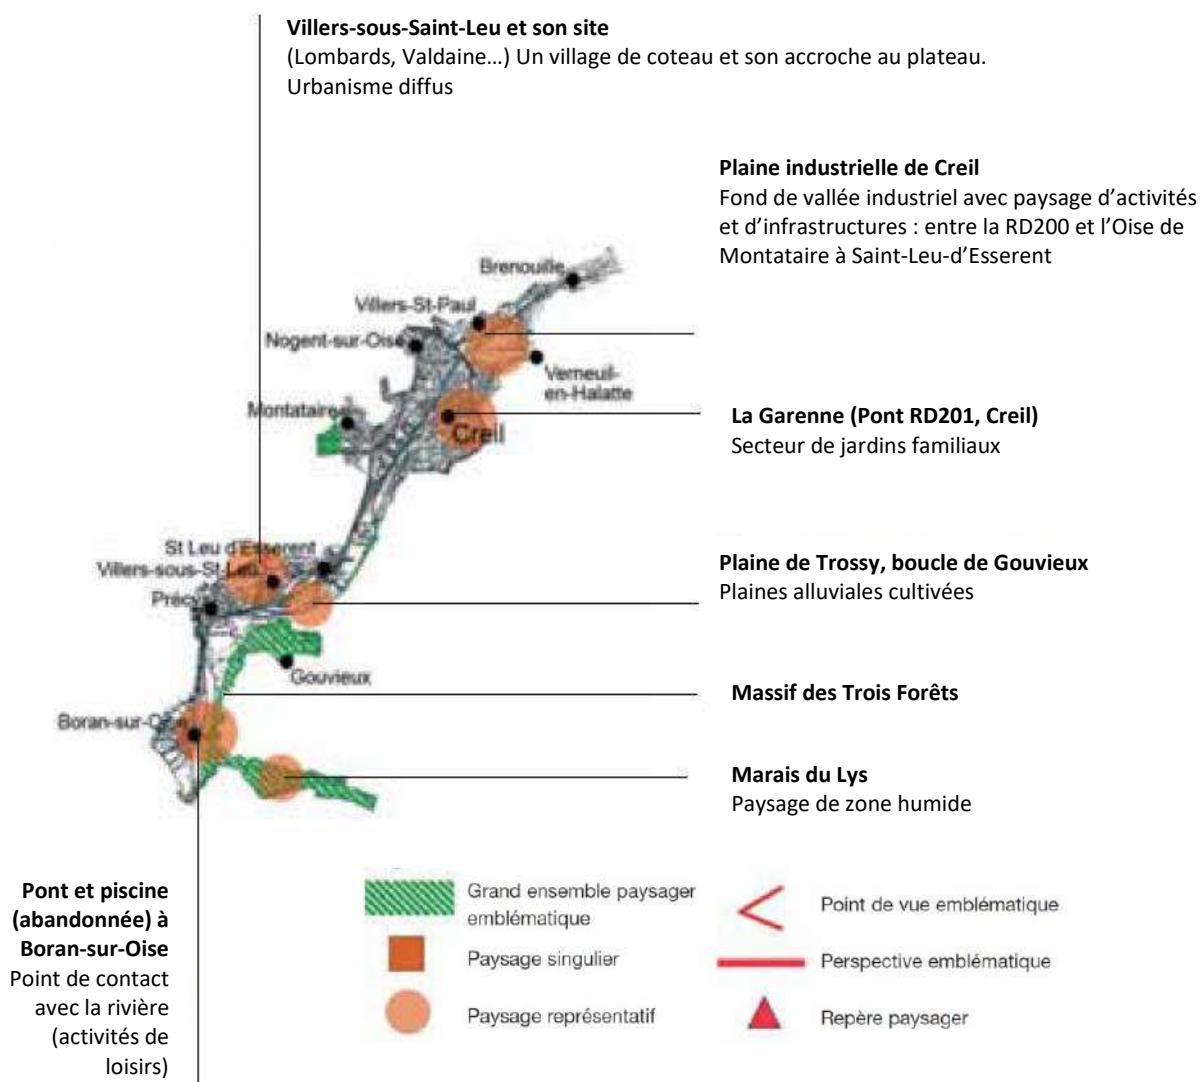 Villers-sous-Saint-Leu et son site
(Lombards, Valdaine…) Un village de coteau et son accroche au plateau.
Urbanisme diffus
Plaine industrielle de Creil
Fond de vallée industriel avec paysage d’activités
et d’infrastructures : entre la RD200 et l’Oise de
Montataire à Saint-Leu-d’Esserent
Brenouille
Villers-St-Paul
Nogent-sur-Oise
Verneuil-
en-Halatte
Montataire
Creil
La Garenne (Pont RD201, Creil)
Secteur de jardins familiaux
St Leu d'Esserent
Villers-sous-St-Leu
Précy
Plaine de Trossy, boucle de Gouvieux
Plaines alluviales cultivées
Gouvieux
Massif des Trois Forêts
Boran-sur-Oise
Marais du Lys
Paysage de zone humide
Pont et piscine
(abandonnée) à
Boran-sur-Oise
Point de contact
avec la rivière
(activités de
loisirs)
Grand ensemble paysager
emblématique
Paysage singulier
Paysage représentatif
Point de vue emblématique
Perspective emblématique
Repère paysager